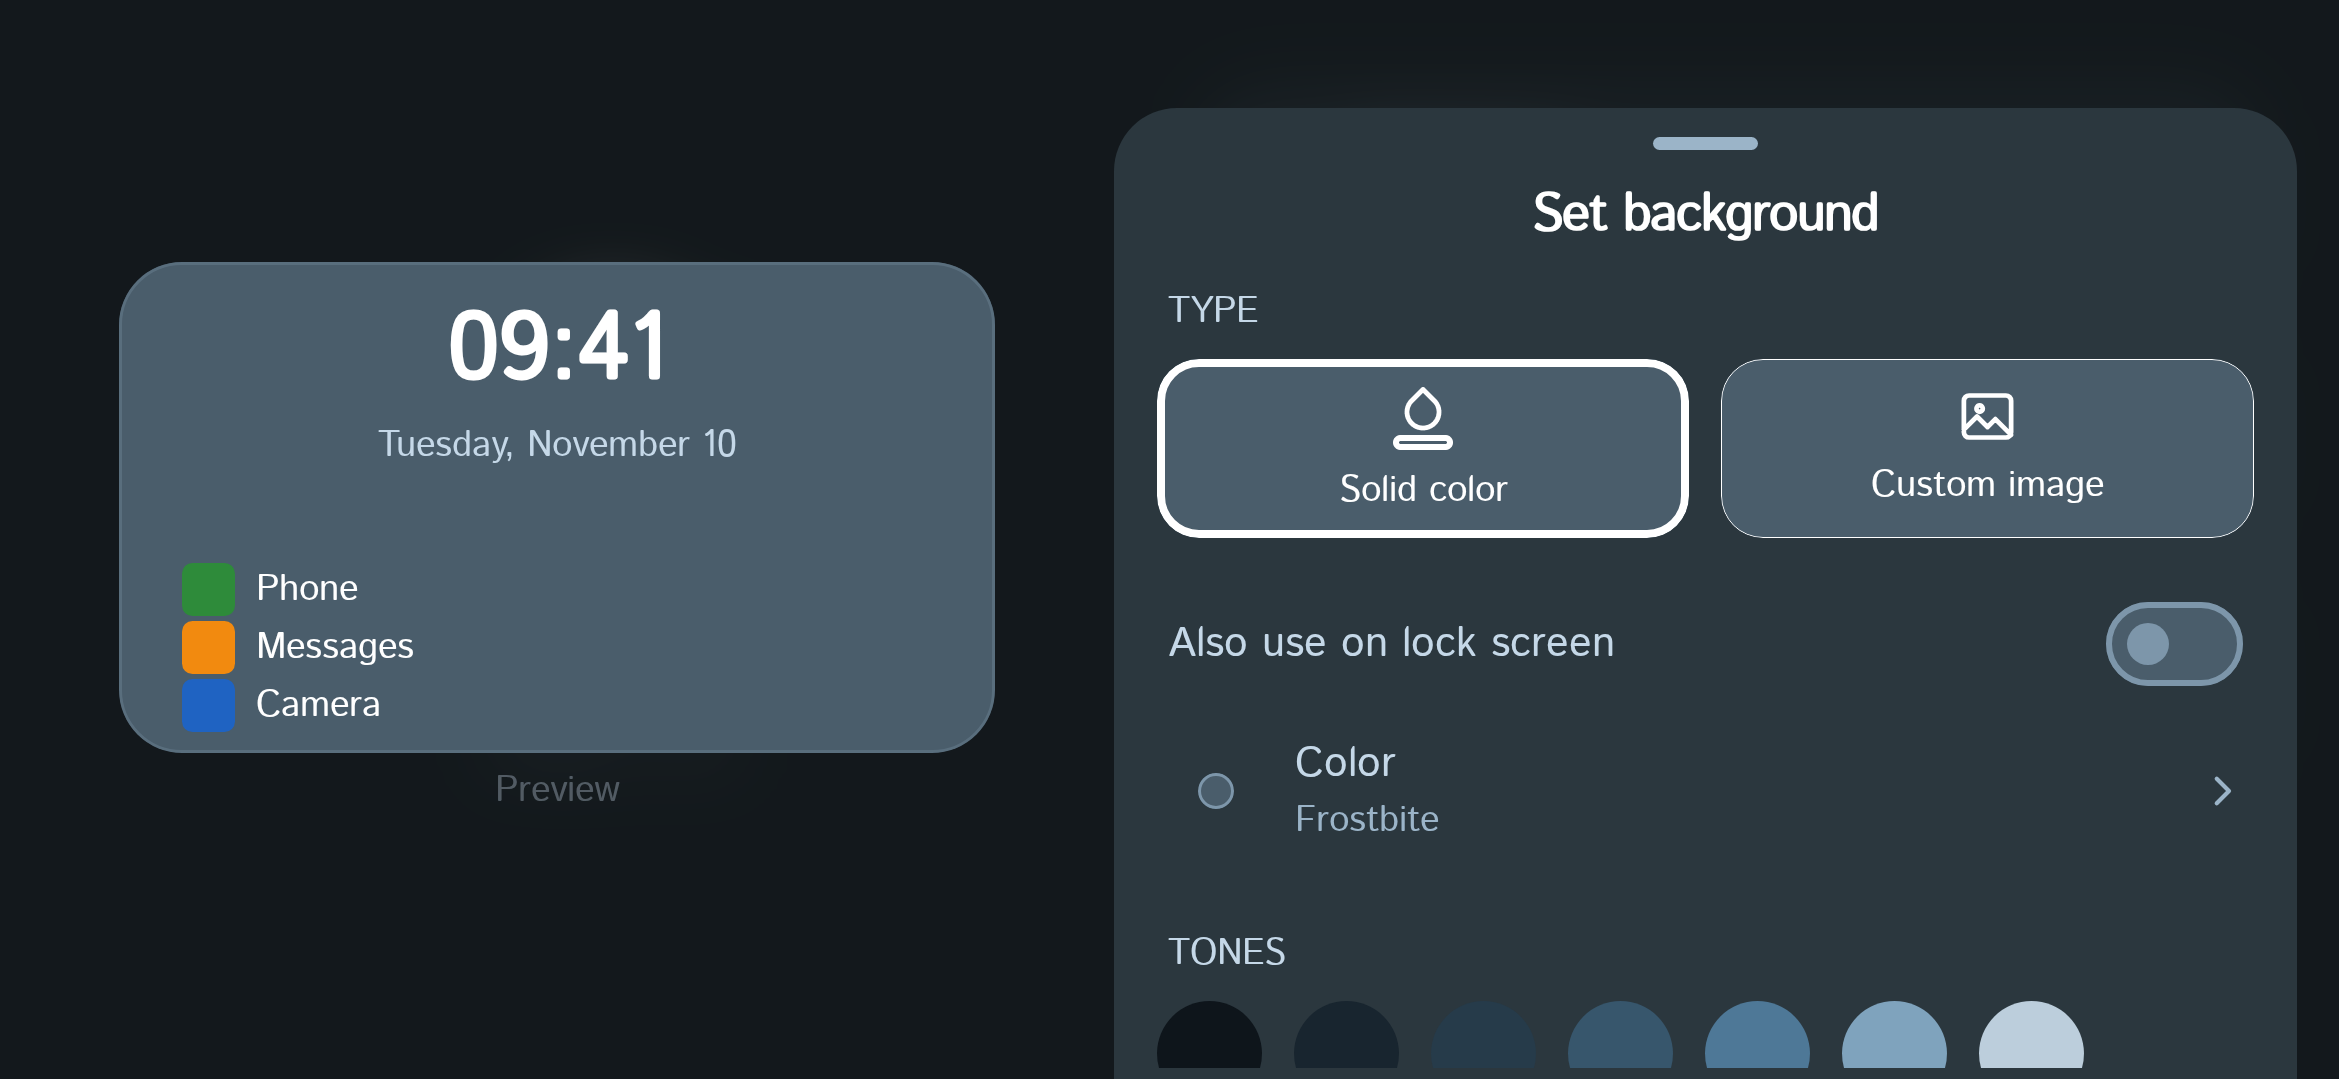 09:41
Tuesday, November 10
Phone
Messages
Camera
Preview
Set background
TYPE
Solid color
Custom image
Also use on lock screen
Color
Frostbite
TONES